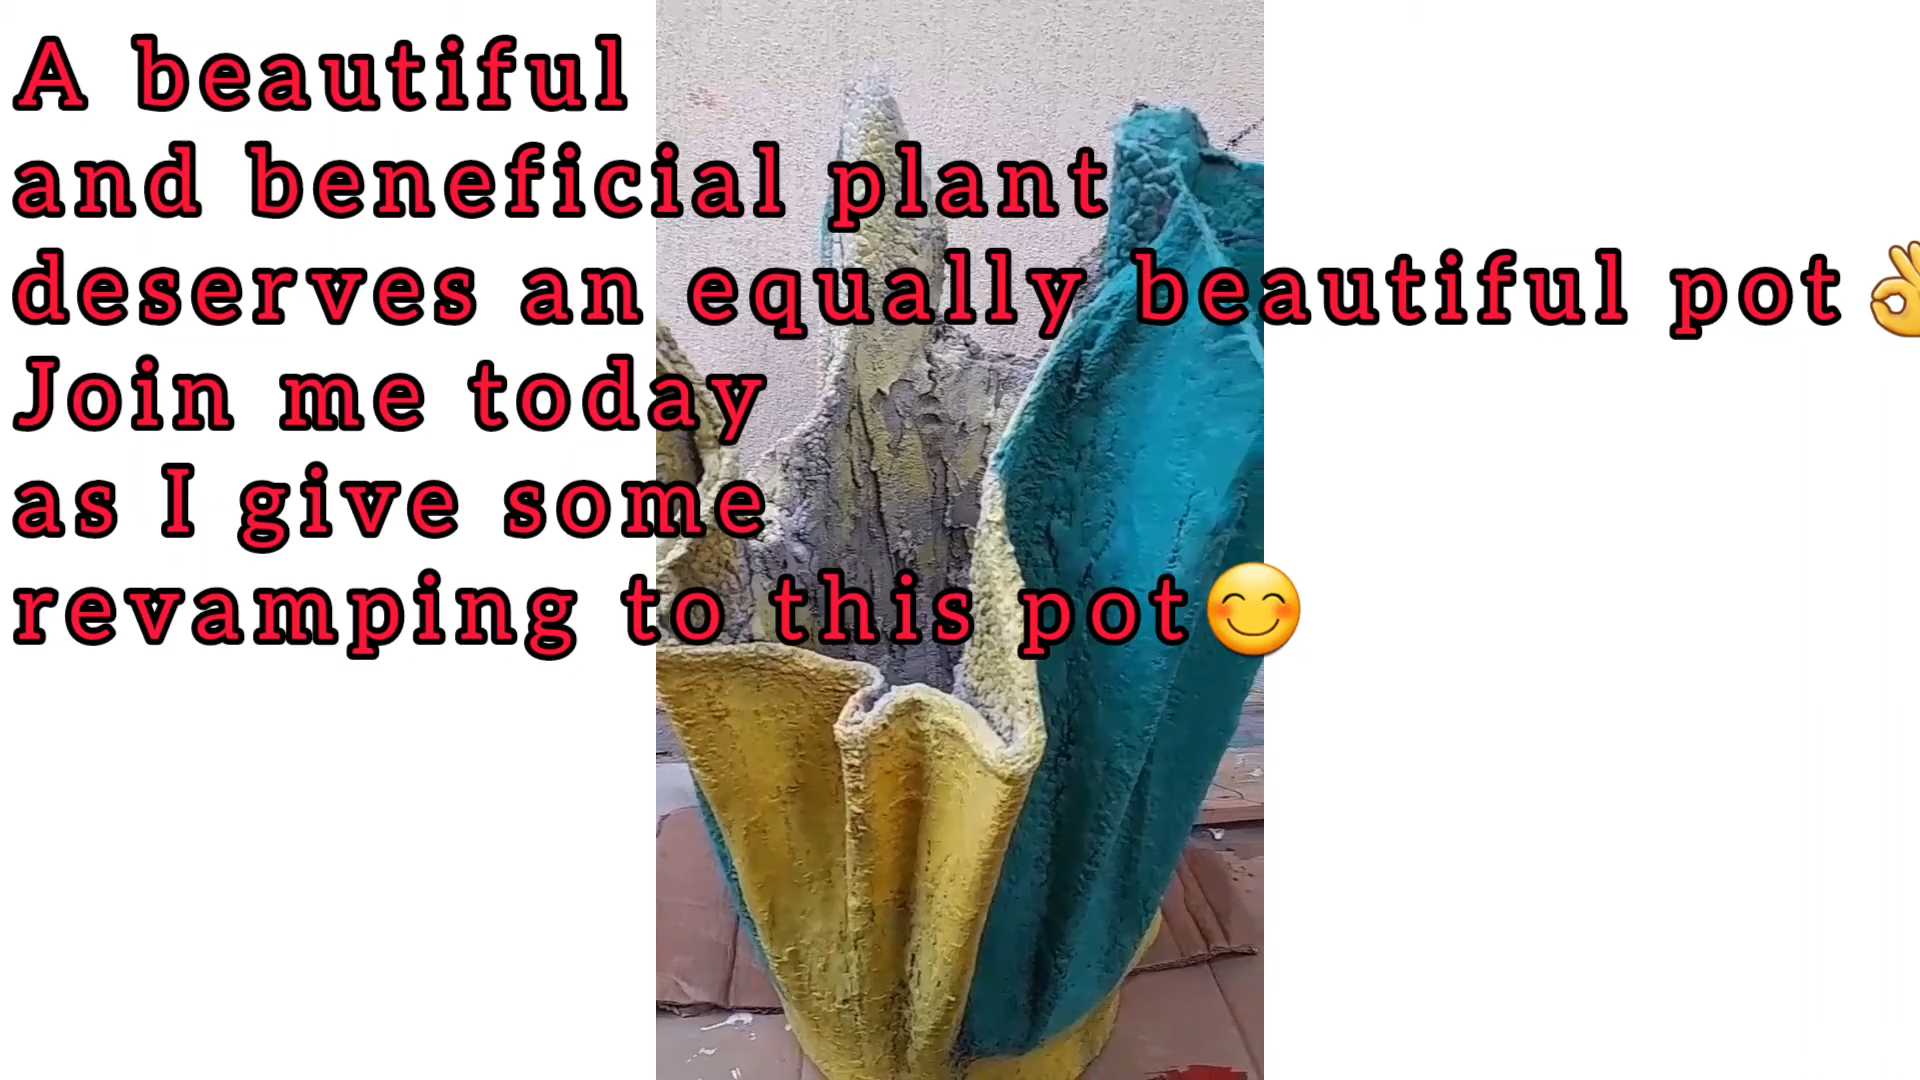 A beautiful
and beneficial plant
deserves an equally beautiful pot👌
Join me today
as I give some
revamping to this pot😊